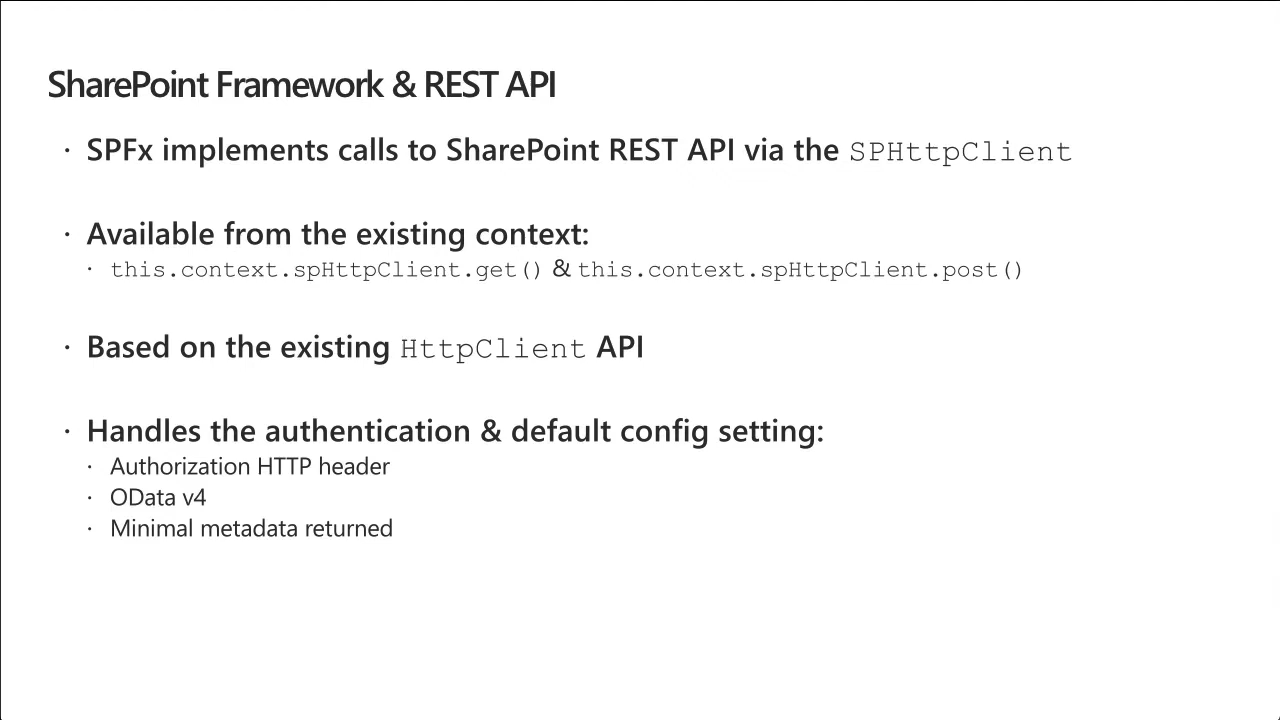 SharePoint Framework & REST API
· SPFx implements calls to SharePoint REST API via the SPHttpClient
· Available from the existing context:
· this.context.spHttpClient.get() & this.context.spHttpClient.post()
· Based on the existing HttpClient API
· Handles the authentication & default config setting:
· Authorization HTTP header
· OData v4
· Minimal metadata returned